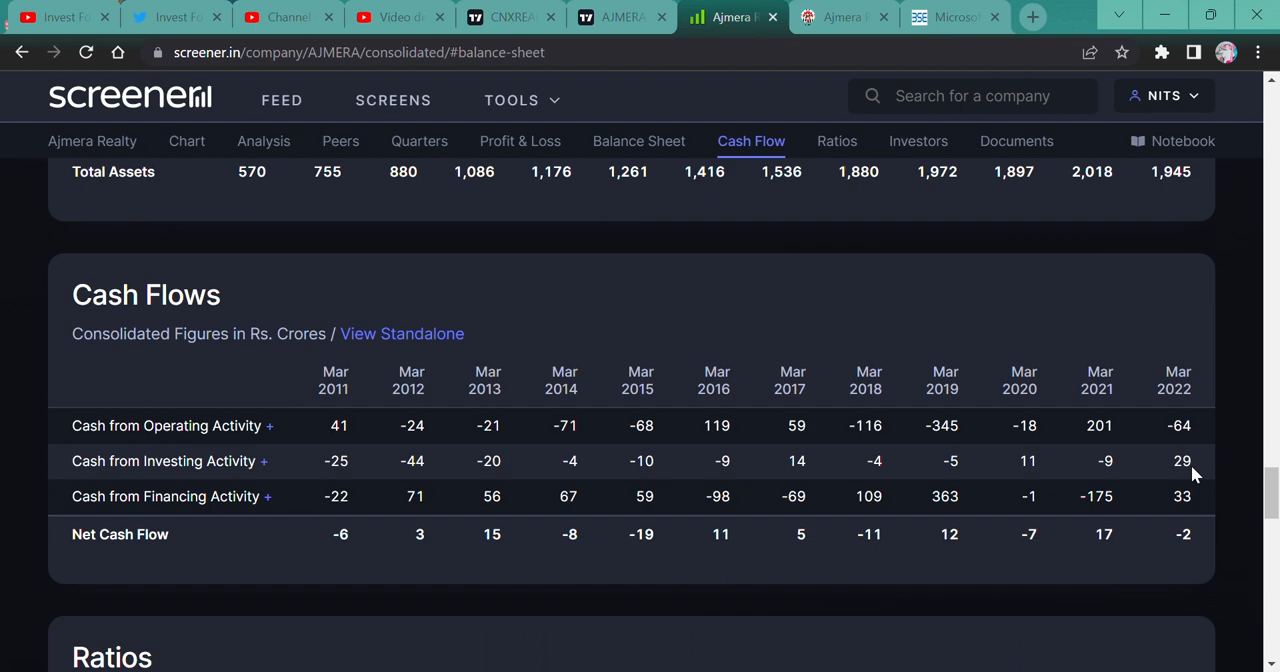 Invest Fo
Invest Fo
Channel
Video de
CNXREA
AJMERA
Ajmera R
Ajmera
Microso
screener.in/company/AJMERA/consolidated/#balance-sheet
screener
FEED
SCREENS
TOOLS
Search for a company
NITS
Ajmera Realty
Chart
Analysis
Peers
Quarters
Profit & Loss
Balance Sheet
Cash Flow
Ratios
Investors
Documents
Notebook
Total Assets 570 755 880 1,086 1,176 1,261 1,416 1,536 1,880 1,972 1,897 2,018 1,945
Cash Flows
Consolidated Figures in Rs. Crores / View Standalone
Mar Mar Mar Mar Mar Mar Mar Mar Mar Mar Mar Mar
2011 2012 2013 2014 2015 2016 2017 2018 2019 2020 2021 2022
Cash from Operating Activity + 41 -24 -21 -71 -68 119 59 -116 -345 -18 201 -64
Cash from Investing Activity + -25 -44 -20 -4 -10 -9 14 -4 -5 11 -9 29
Cash from Financing Activity + -22 71 56 67 59 -98 -69 109 363 -1 -175 33
Net Cash Flow -6 3 15 -8 -19 11 5 -11 12 -7 17 -2
Ratios